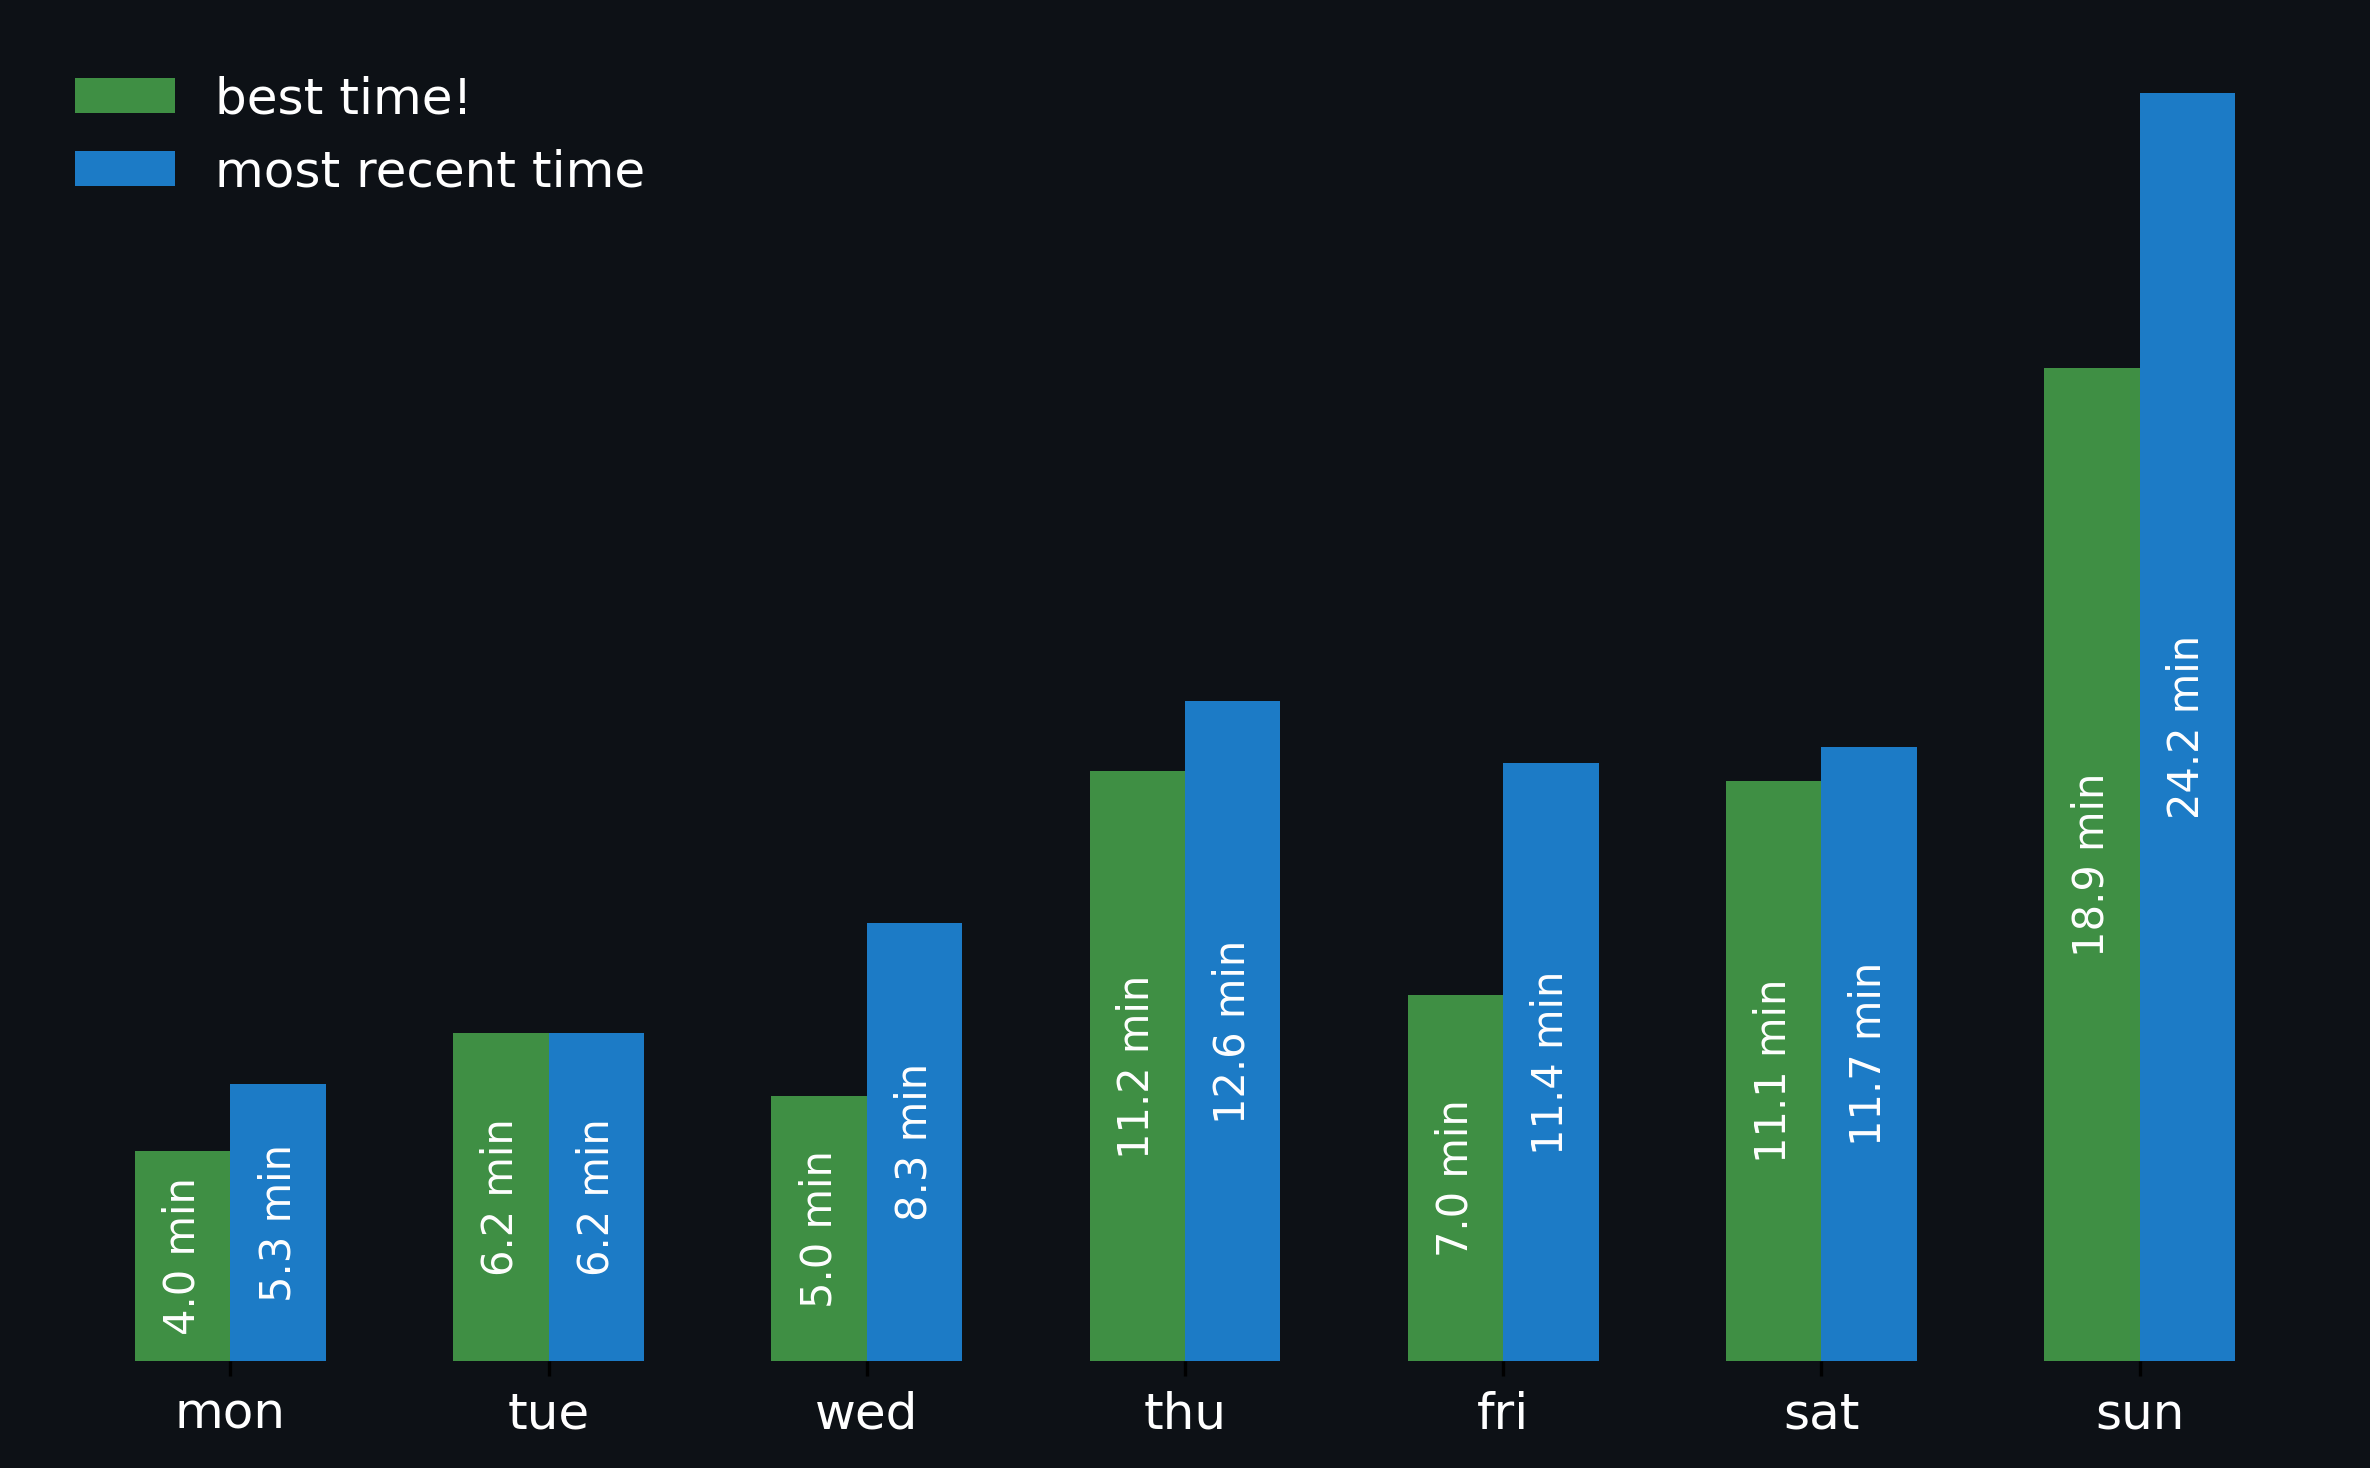 best time!
most recent time
4.0 min
5.3 min
6.2 min
6.2 min
5.0 min
8.3 min
11.2 min
12.6 min
7.0 min
11.4 min
11.1 min
11.7 min
18.9 min
24.2 min
mon
tue
wed
thu
fri
sat
sun